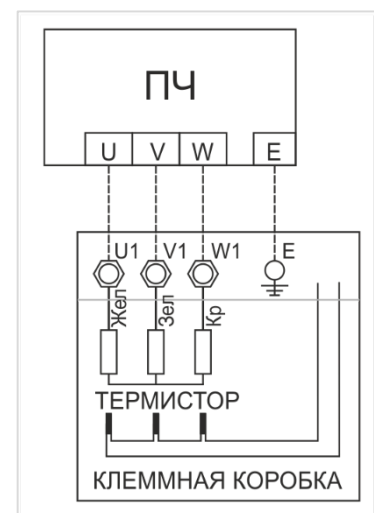 ПЧ
U V W E
U1 V1 W1 E
Жел Зел Кр
ТЕРМИСТОР
КЛЕММНАЯ КОРОБКА